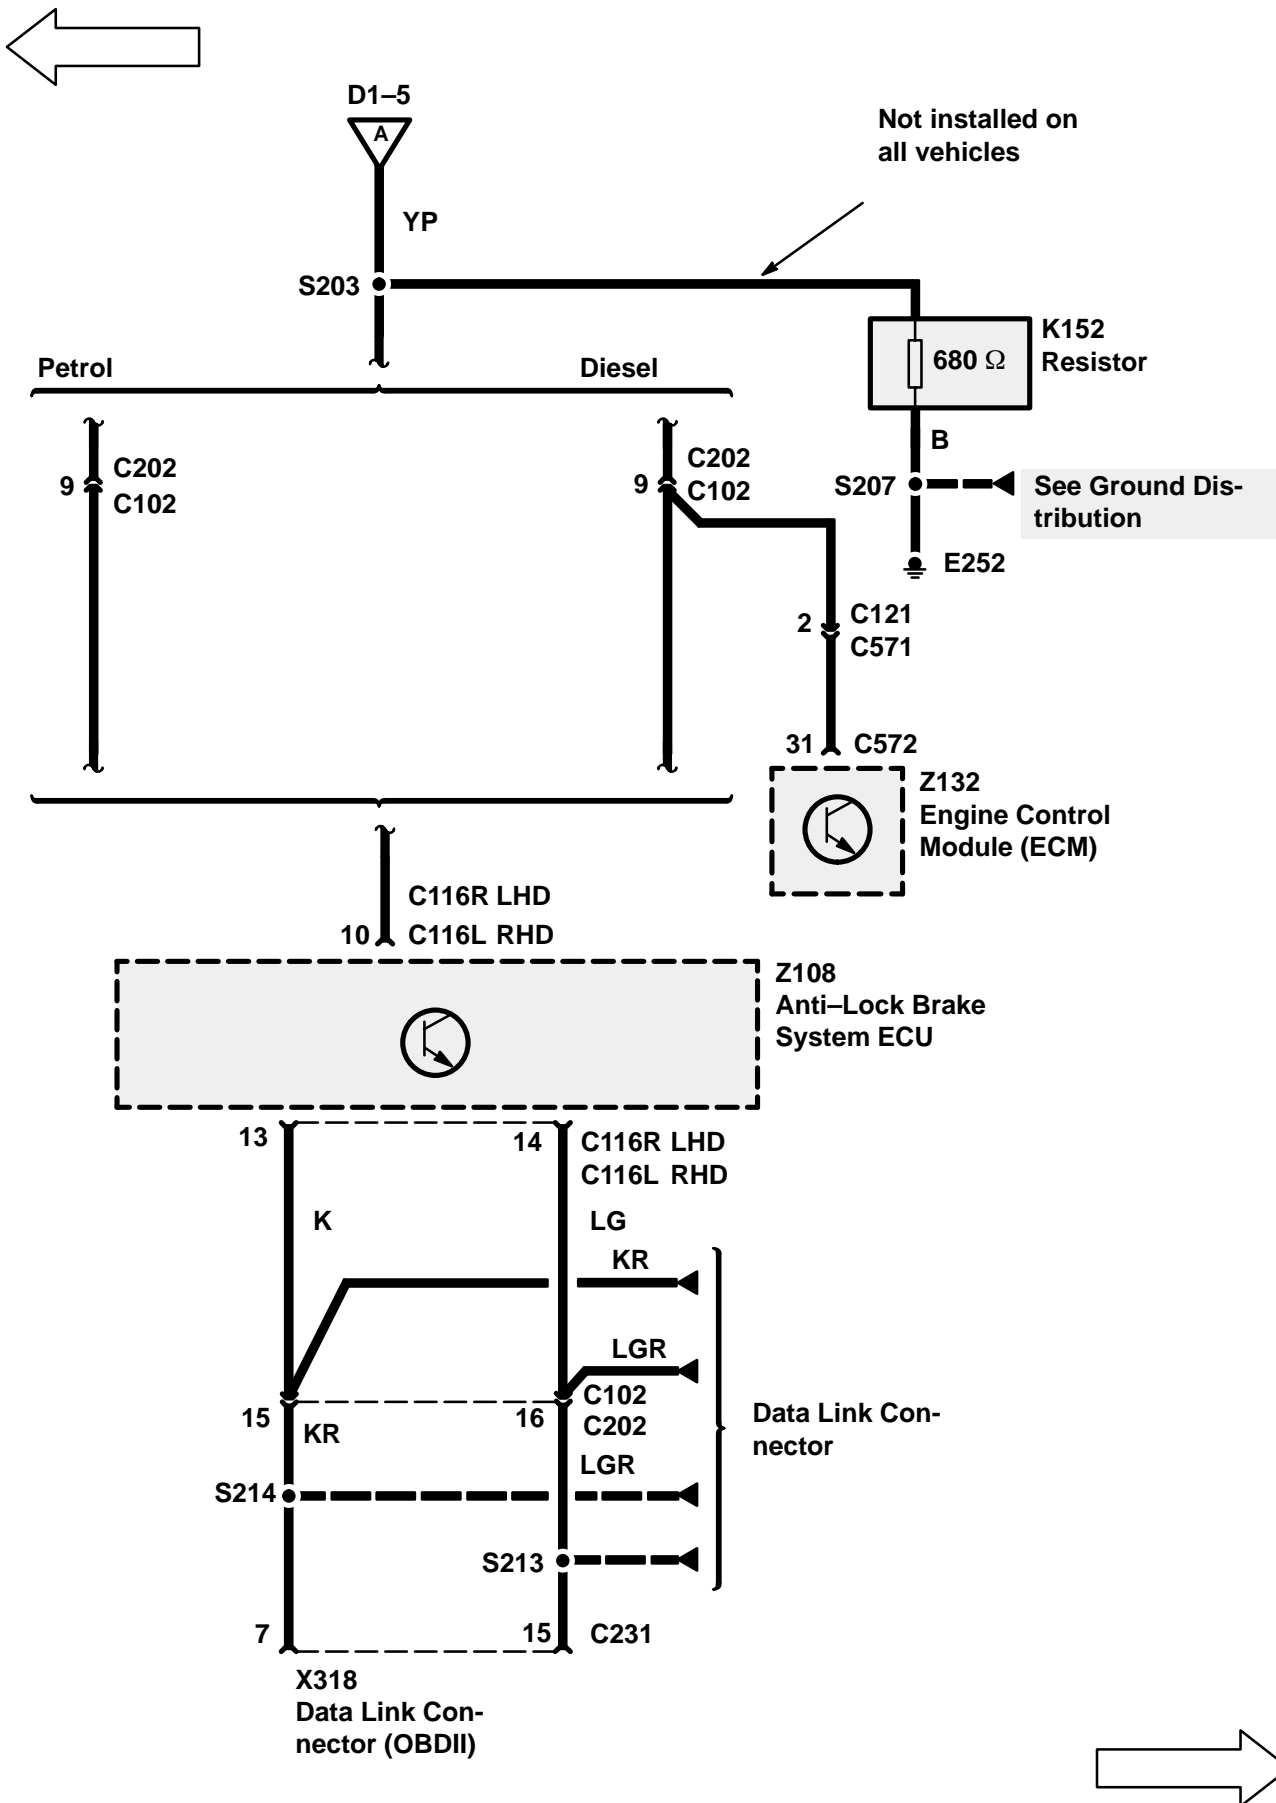 D1–5
A
Not installed on
all vehicles
YP
S203
K152
Resistor
680 Ω
Petrol
Diesel
B
9
C202
C102
9
C202
C102
S207
See Ground Dis-
tribution
E252
2
C121
C571
31
C572
Z132
Engine Control
Module (ECM)
C116R LHD
10
C116L RHD
Z108
Anti–Lock Brake
System ECU
13
14
C116R LHD
C116L RHD
K
LG
KR
LGR
15
16
C102
C202
KR
Data Link Con-
nector
LGR
S214
S213
7
15
C231
X318
Data Link Con-
nector (OBDII)